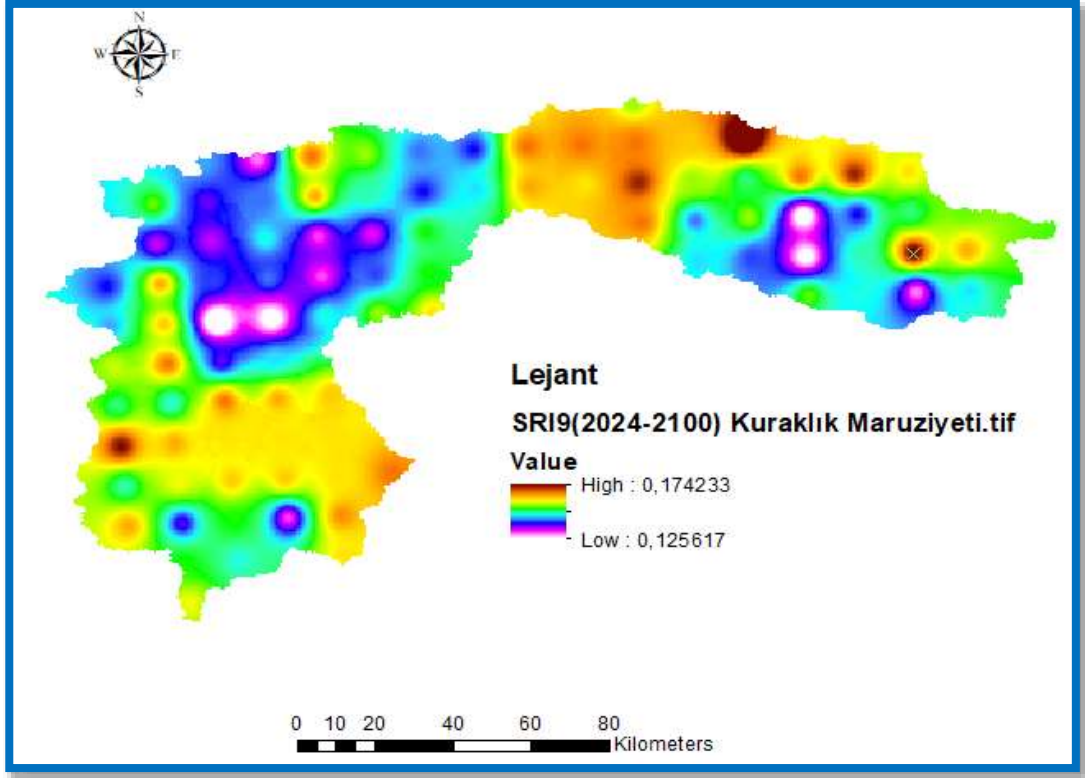 N
W E
S
Lejant
SRI9(2024-2100) Kuraklık Maruziyeti.tif
Value
High : 0,174233
Low : 0,125617
0 10 20 40 60 80
Kilometers